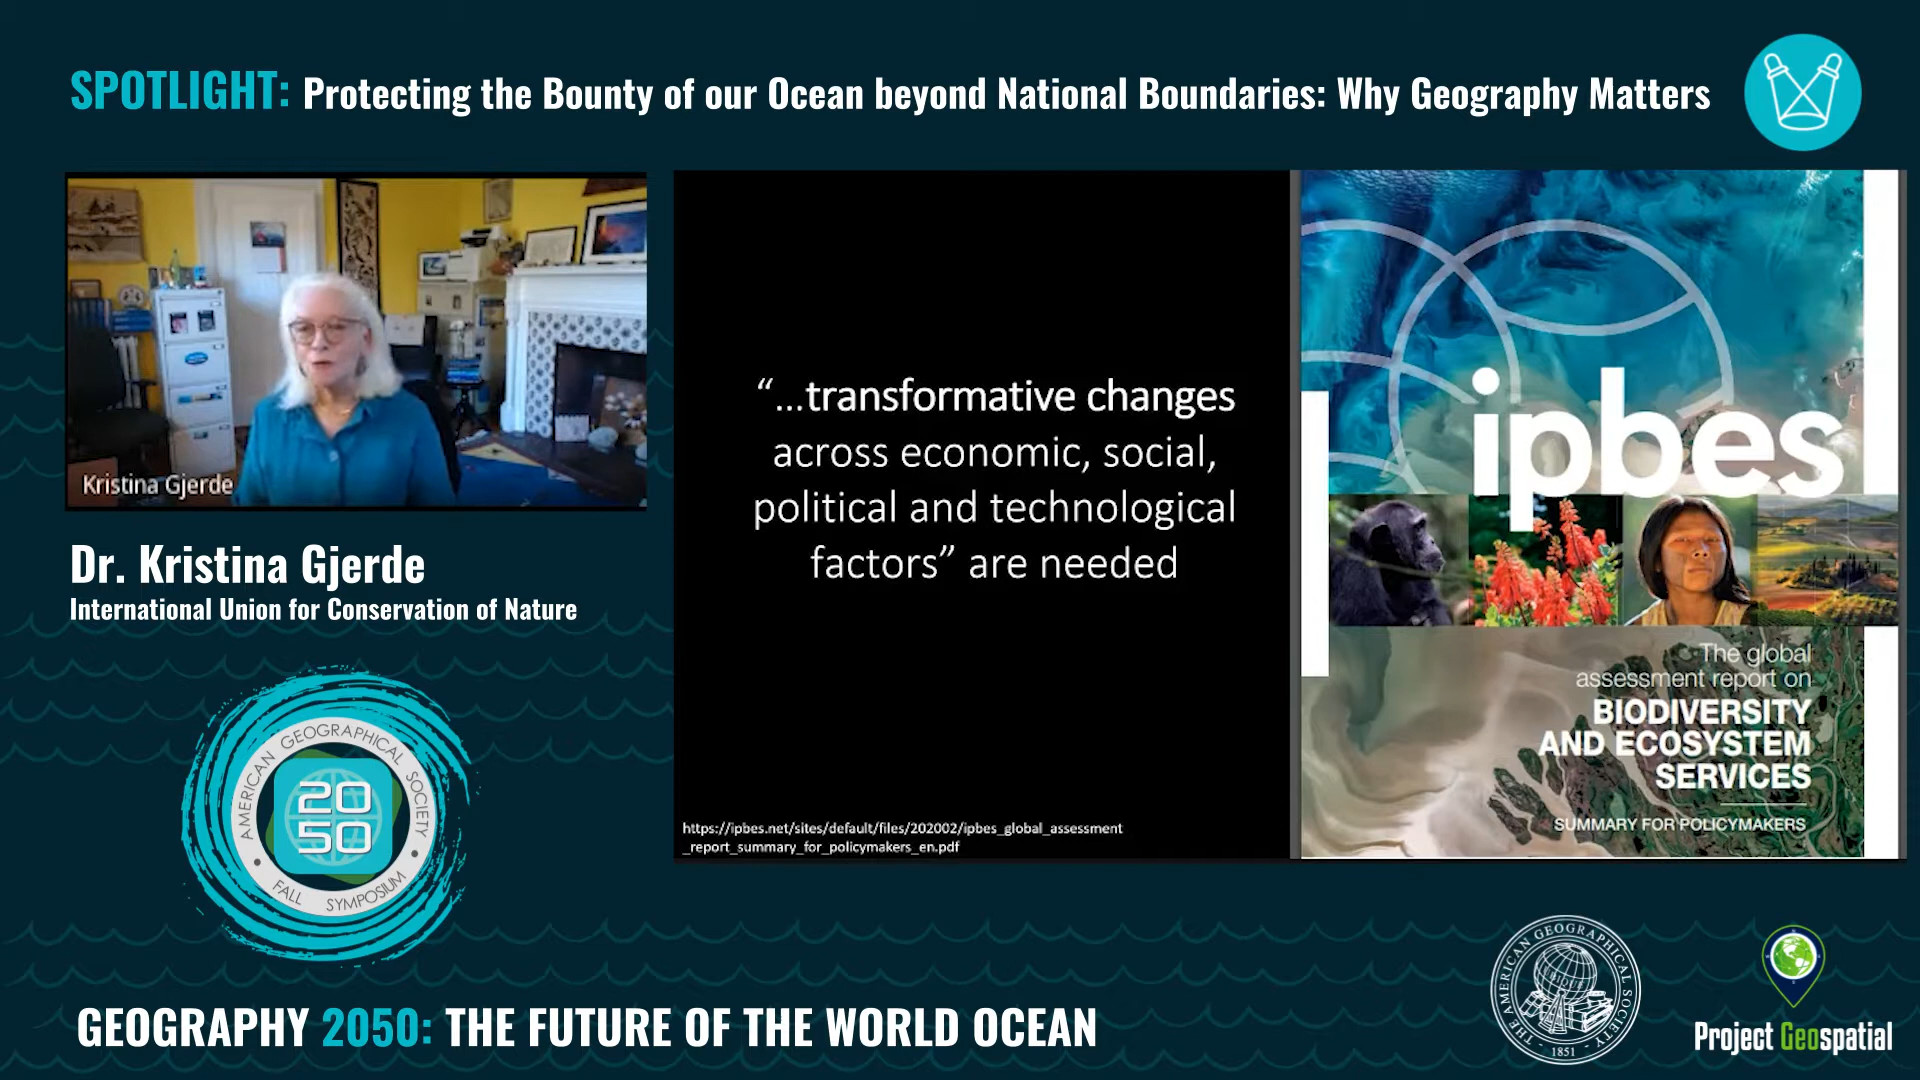 SPOTLIGHT: Protecting the Bounty of our Ocean beyond National Boundaries: Why Geography Matters
Kristina Gjerde
Dr. Kristina Gjerde
International Union for Conservation of Nature
"...transformative changes
across economic, social,
political and technological
factors" are needed
https://ipbes.net/sites/default/files/202002/ipbes_global_assessment
_report_summary_for_policymakers_en.pdf
ipbes
The global
assessment report on
BIODIVERSITY
AND ECOSYSTEM
SERVICES
SUMMARY FOR POLICYMAKERS
AMERICAN GEOGRAPHICAL SOCIETY
20
50
FALL SYMPOSIUM
GEOGRAPHY 2050: THE FUTURE OF THE WORLD OCEAN
THE AMERICAN GEOGRAPHICAL SOCIETY
1851
Project Geospatial